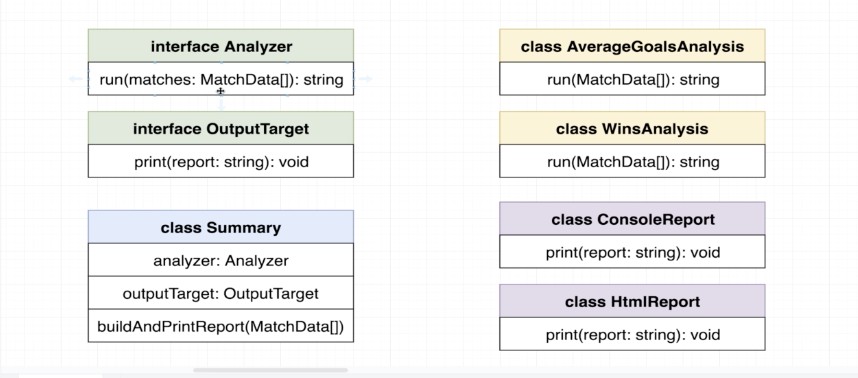 interface Analyzer
run(matches: MatchData[]): string
interface OutputTarget
print(report: string): void
class Summary
analyzer: Analyzer
outputTarget: OutputTarget
buildAndPrintReport(MatchData[])
class AverageGoalsAnalysis
run(MatchData[]): string
class WinsAnalysis
run(MatchData[]): string
class ConsoleReport
print(report: string): void
class HtmlReport
print(report: string): void